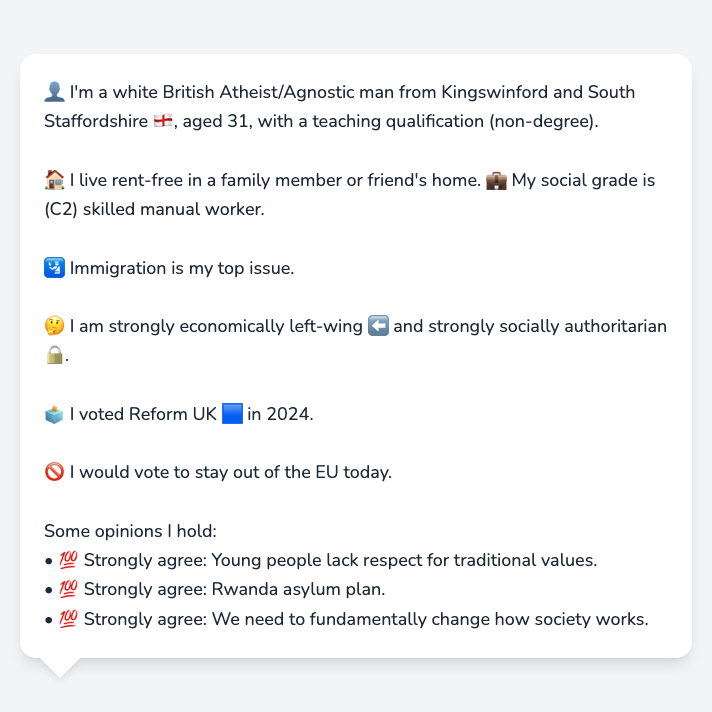 👤 I'm a white British Atheist/Agnostic man from Kingswinford and South
Staffordshire 🏴󠁧󠁢󠁥󠁮󠁧󠁿, aged 31, with a teaching qualification (non-degree).
🏠 I live rent-free in a family member or friend's home. 💼 My social grade is
(C2) skilled manual worker.
🛂 Immigration is my top issue.
🤔 I am strongly economically left-wing ⬅️ and strongly socially authoritarian
🔒.
🗳️ I voted Reform UK 🟦 in 2024.
🚫 I would vote to stay out of the EU today.
Some opinions I hold:
• 💯 Strongly agree: Young people lack respect for traditional values.
• 💯 Strongly agree: Rwanda asylum plan.
• 💯 Strongly agree: We need to fundamentally change how society works.